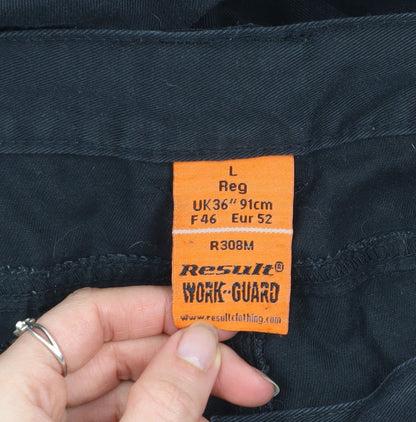 L
Reg
UK36" 91cm
F46 Eur 52
R308M
Result®
WORK-GUARD
www.resultclothing.com